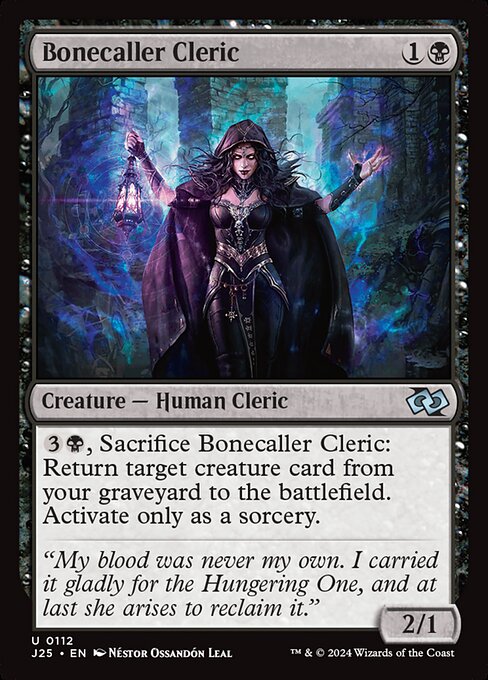 Bonecaller Cleric 1
Creature — Human Cleric
3, Sacrifice Bonecaller Cleric:
Return target creature card from
your graveyard to the battlefield.
Activate only as a sorcery.
“My blood was never my own. I carried
it gladly for the Hungering One, and at
last she arises to reclaim it.”
2/1
U 0112
J25 • EN Néstor Ossandón Leal ™ & © 2024 Wizards of the Coast